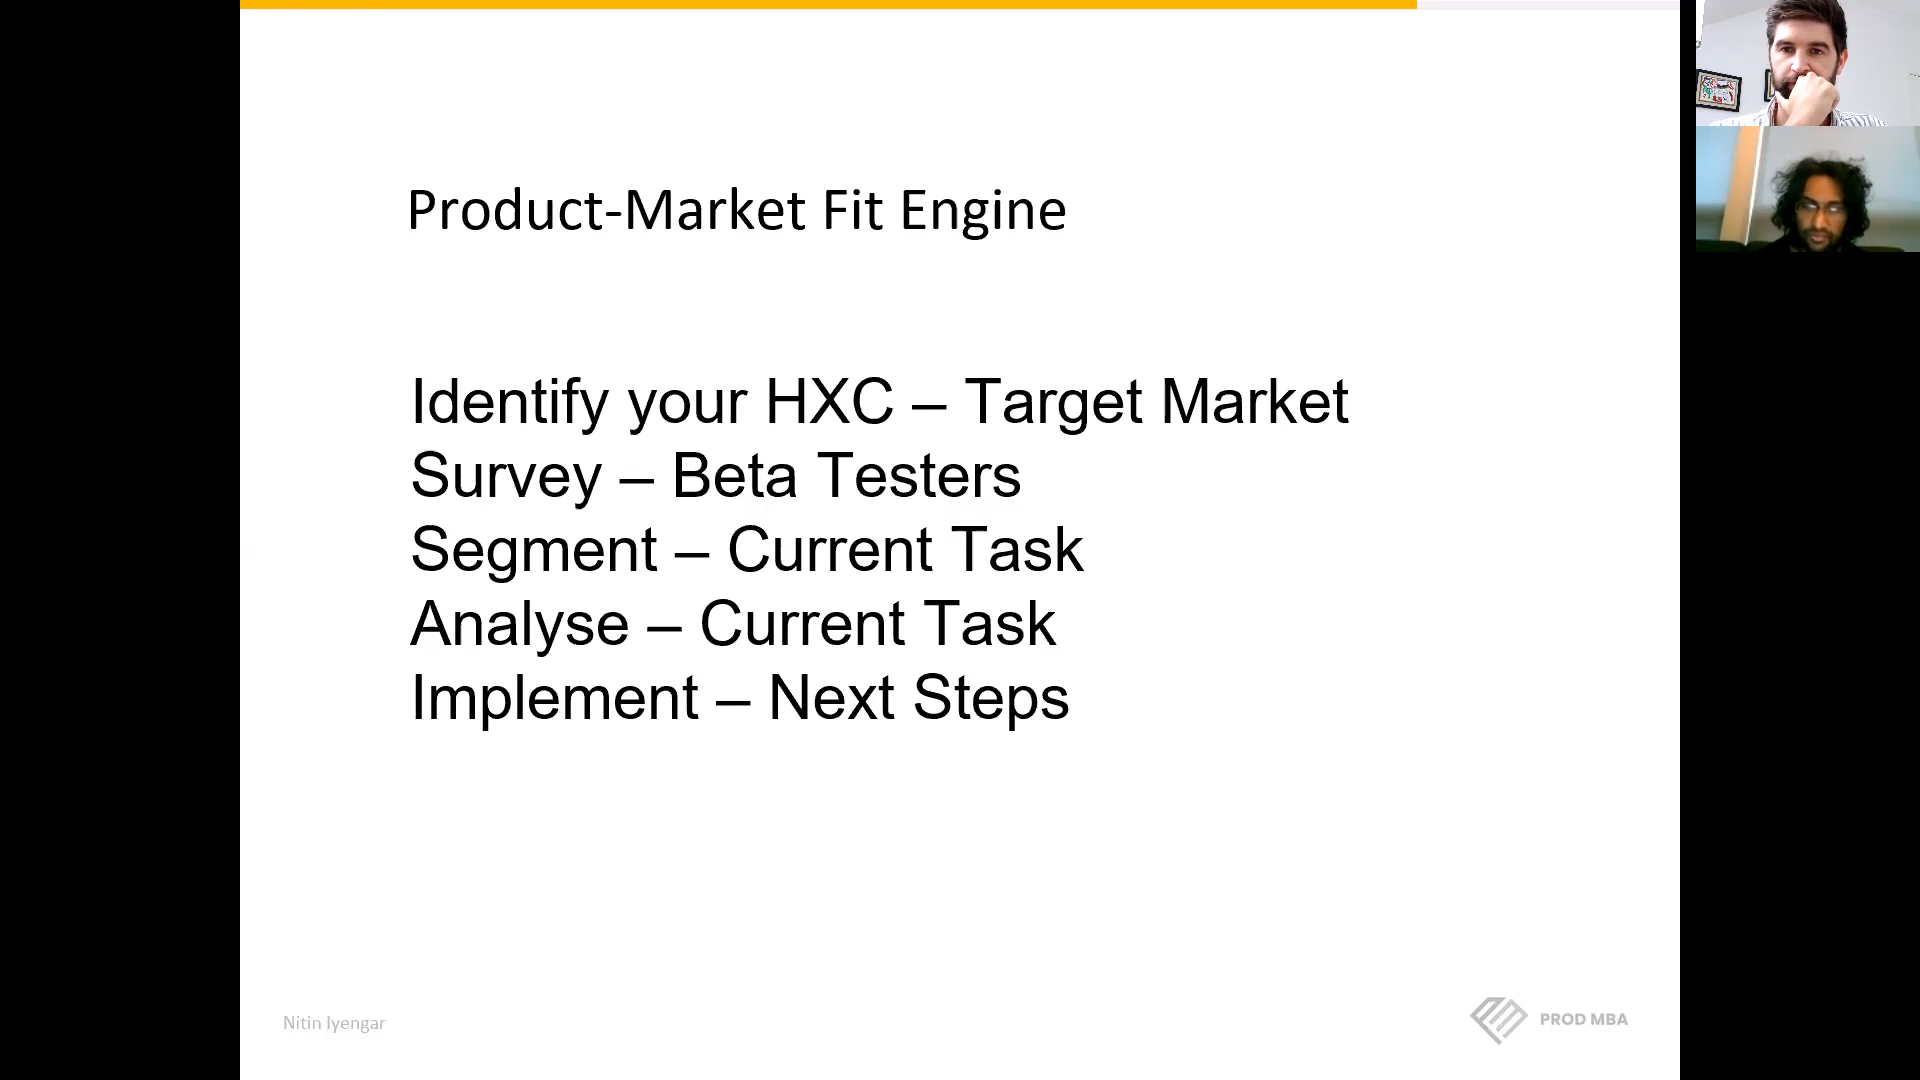 Product-Market Fit Engine
Identify your HXC – Target Market
Survey – Beta Testers
Segment – Current Task
Analyse – Current Task
Implement – Next Steps
Nitin Iyengar
PROD MBA